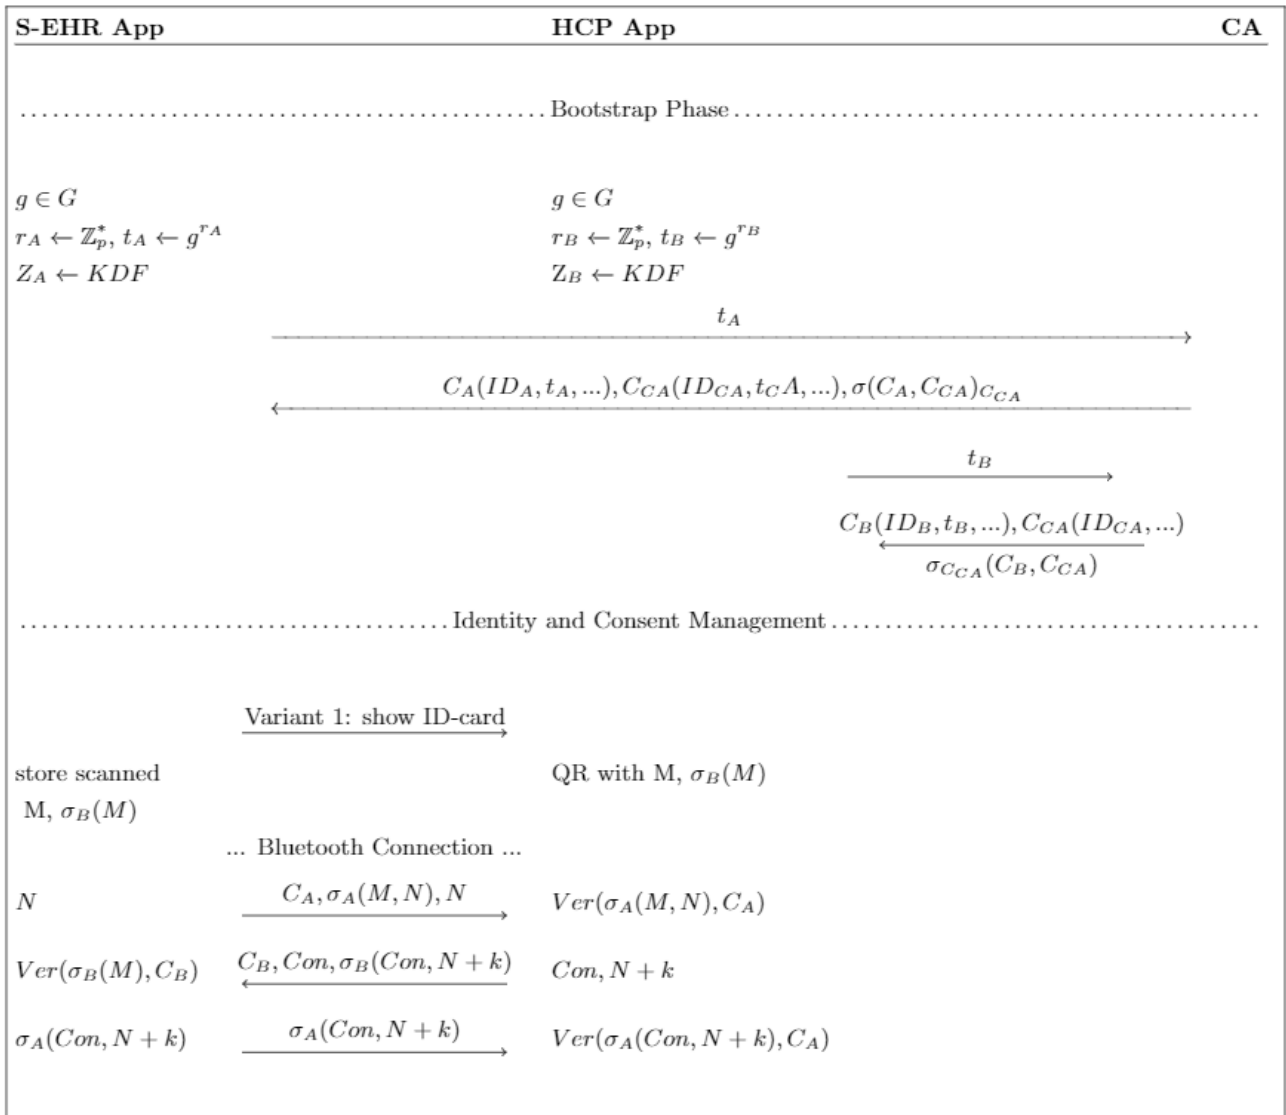 S-EHR App HCP App CA
........ Bootstrap Phase ........
g ∈ G g ∈ G
r_A ← ℤ*_p, t_A ← g^{r_A} r_B ← ℤ*_p, t_B ← g^{r_B}
Z_A ← KDF Z_B ← KDF
t_A
C_A(ID_A, t_A, ...), C_{CA}(ID_{CA}, t_C A, ...), σ(C_A, C_{CA})_{C_{CA}}
t_B
C_B(ID_B, t_B, ...), C_{CA}(ID_{CA}, ...)
σ_{C_{CA}}(C_B, C_{CA})
........ Identity and Consent Management ........
Variant 1: show ID-card
store scanned QR with M, σ_B(M)
M, σ_B(M)
... Bluetooth Connection ...
N C_A, σ_A(M, N), N Ver(σ_A(M, N), C_A)
Ver(σ_B(M), C_B) C_B, Con, σ_B(Con, N + k) Con, N + k
σ_A(Con, N + k) σ_A(Con, N + k) Ver(σ_A(Con, N + k), C_A)